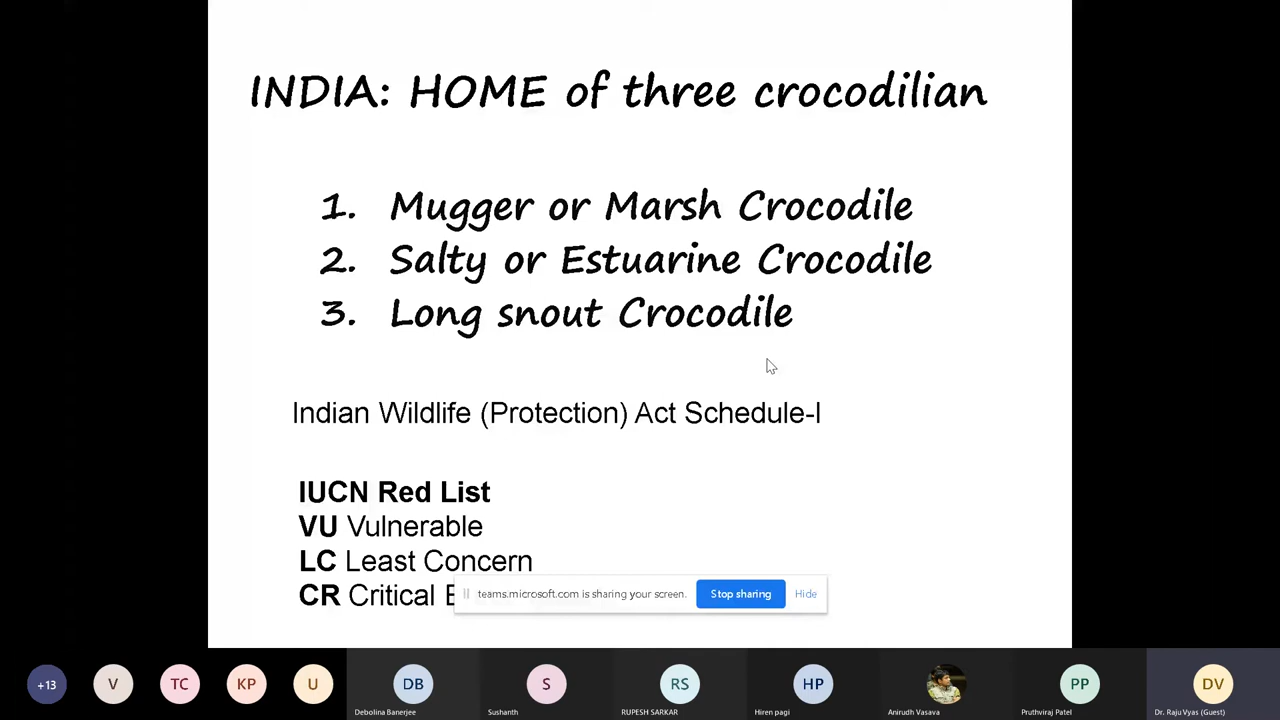 INDIA: HOME of three crocodilian
1. Mugger or Marsh Crocodile
2. Salty or Estuarine Crocodile
3. Long snout Crocodile
Indian Wildlife (Protection) Act Schedule-I
IUCN Red List
VU Vulnerable
LC Least Concern
CR Critical
teams.microsoft.com is sharing your screen. Stop sharing Hide
+13 V TC KP U DB S RS HP PP DV
Debolina Banerjee Sushanth RUPESH SARKAR Hiren pagi Anirudh Vasava Pruthviraj Patel Dr. Raju Vyas (Guest)